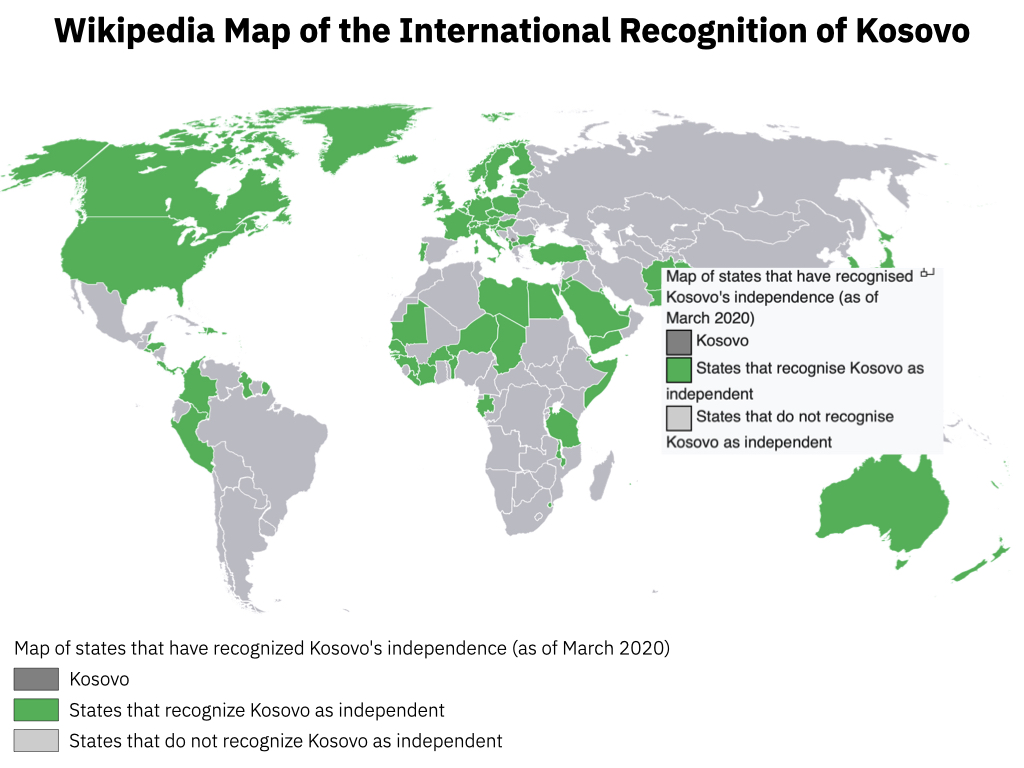 Wikipedia Map of the International Recognition of Kosovo
Map of states that have recognised
Kosovo's independence (as of
March 2020)
Kosovo
States that recognise Kosovo as
independent
States that do not recognise
Kosovo as independent
Map of states that have recognized Kosovo's independence (as of March 2020)
Kosovo
States that recognize Kosovo as independent
States that do not recognize Kosovo as independent